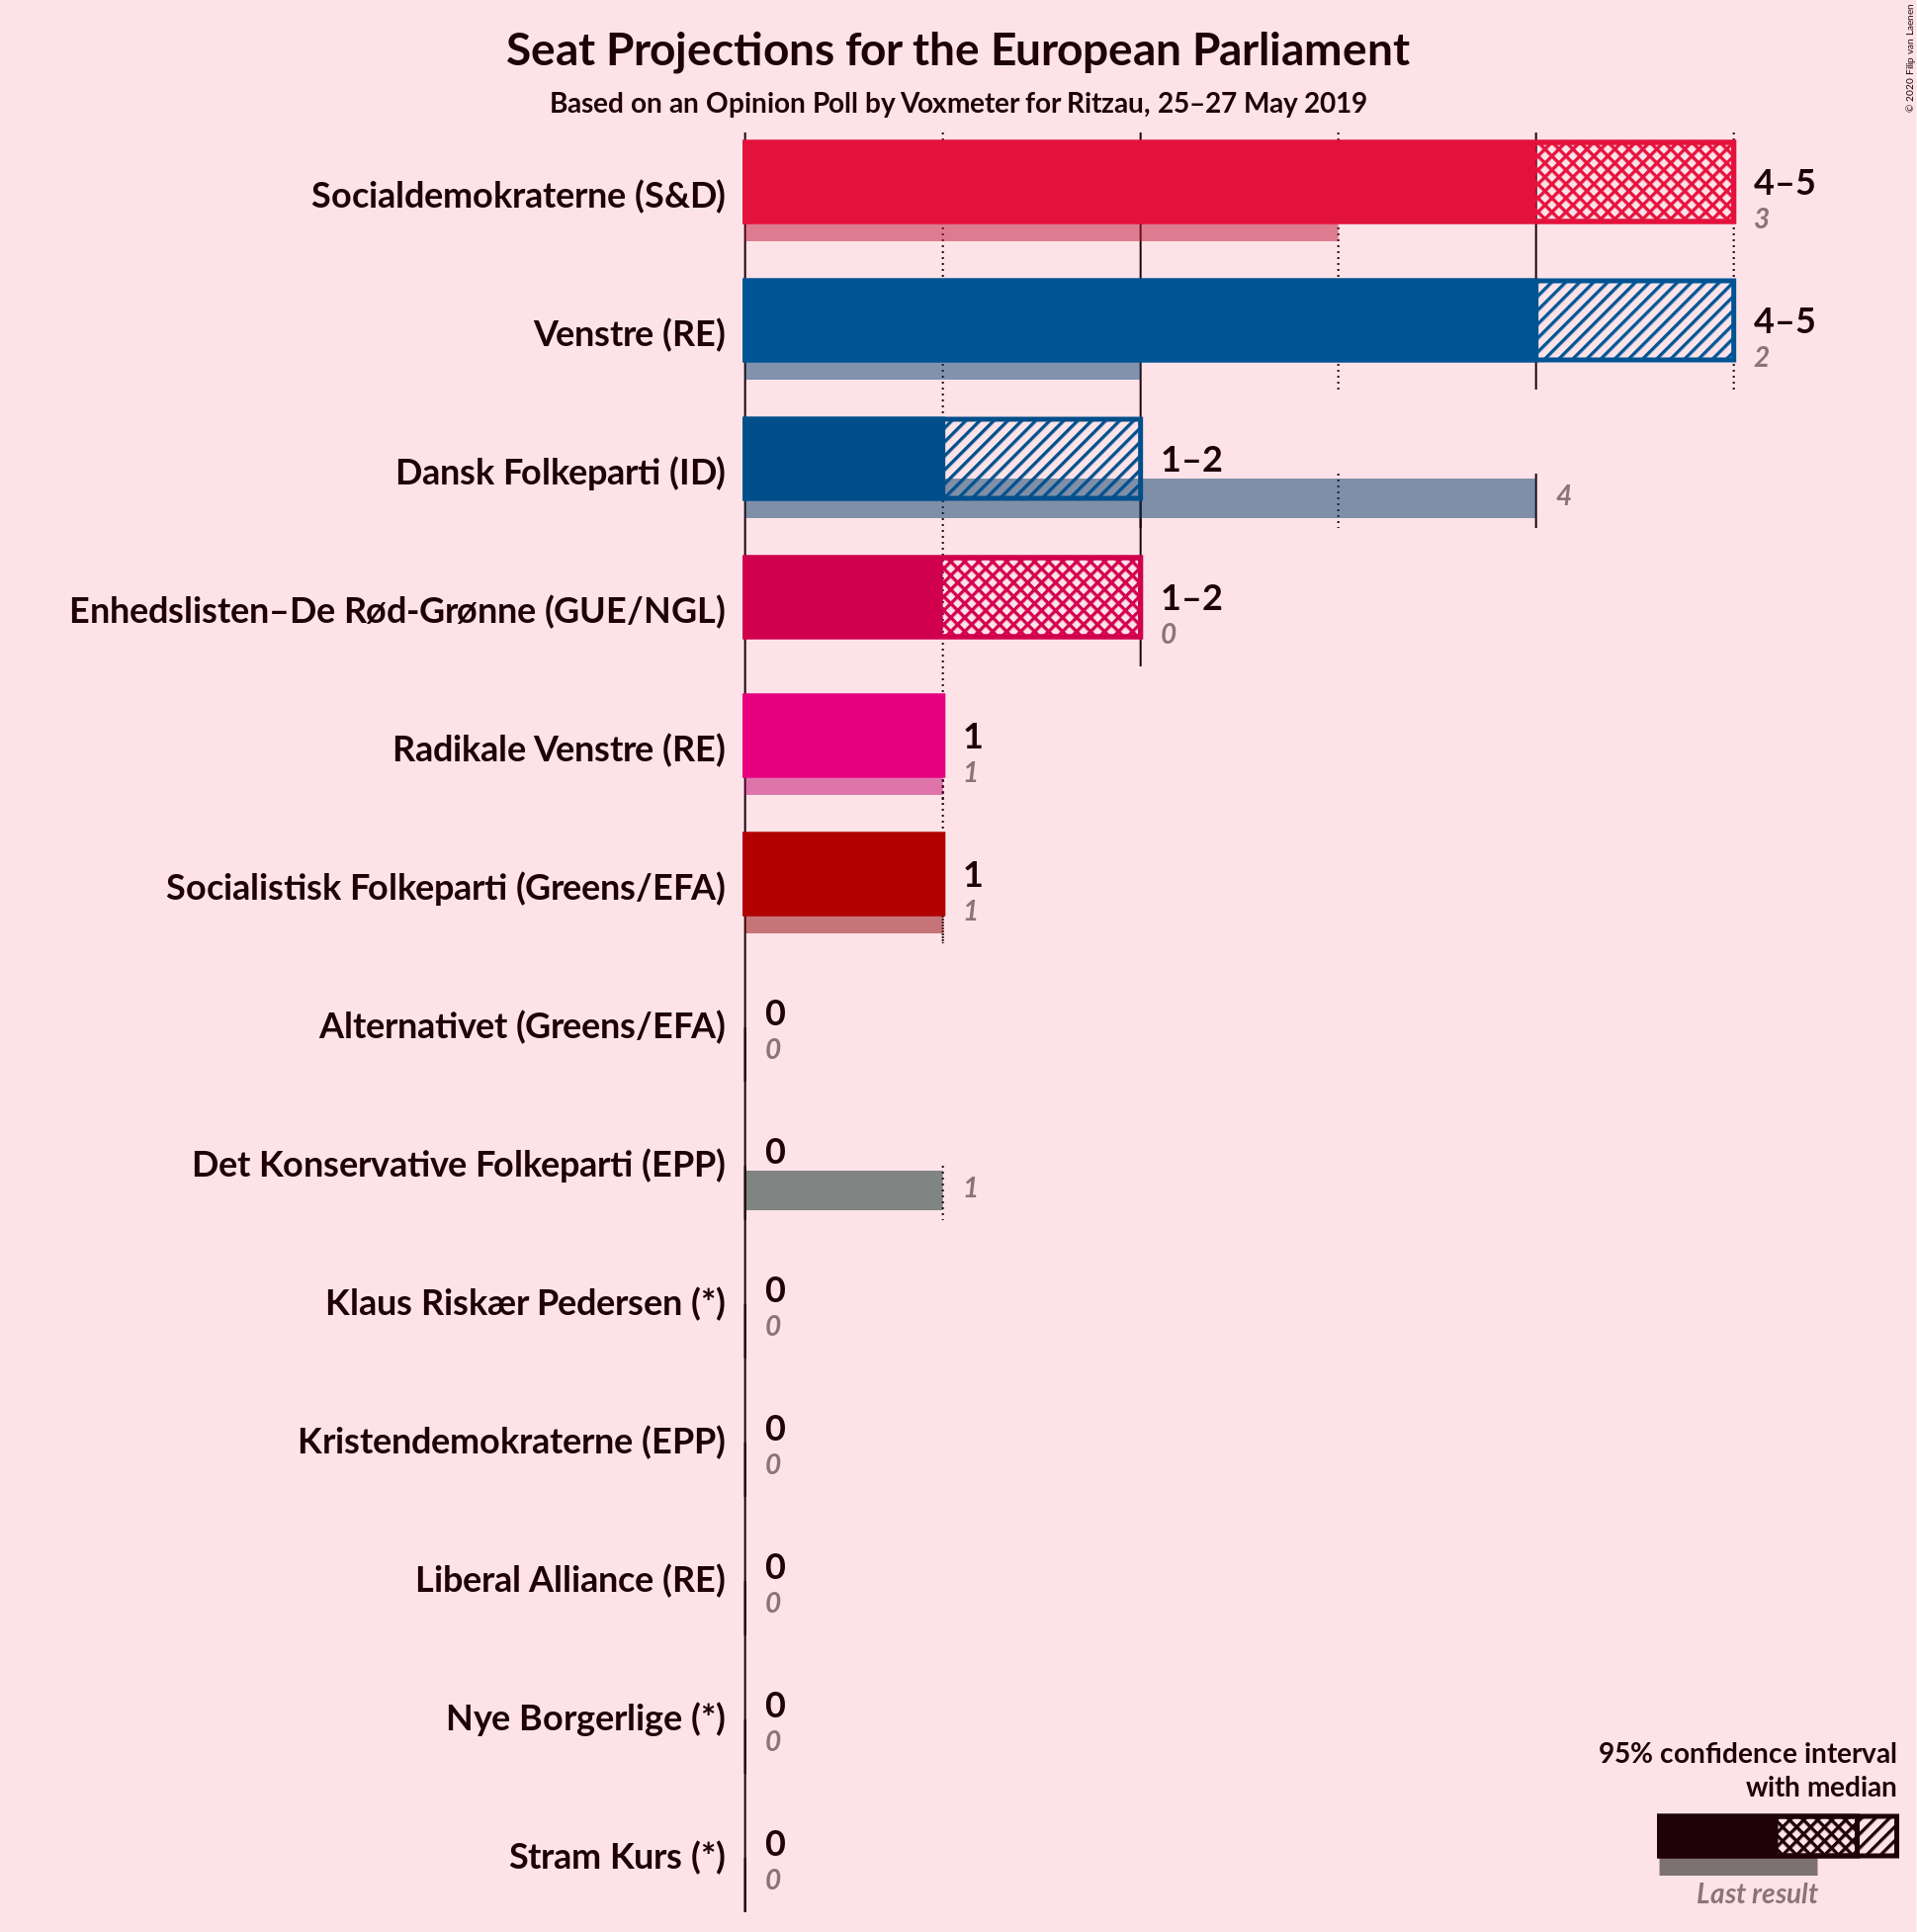 Seat Projections for the European Parliament
Based on an Opinion Poll by Voxmeter for Ritzau, 25–27 May 2019
© 2020 Filip van Laenen
Socialdemokraterne (S&D)
4–5
3
Venstre (RE)
4–5
2
Dansk Folkeparti (ID)
1–2
4
Enhedslisten–De Rød-Grønne (GUE/NGL)
1–2
0
Radikale Venstre (RE)
1
1
Socialistisk Folkeparti (Greens/EFA)
1
1
Alternativet (Greens/EFA)
0
0
Det Konservative Folkeparti (EPP)
0
1
Klaus Riskær Pedersen (*)
0
0
Kristendemokraterne (EPP)
0
0
Liberal Alliance (RE)
0
0
Nye Borgerlige (*)
0
0
Stram Kurs (*)
0
0
95% confidence interval
with median
Last result